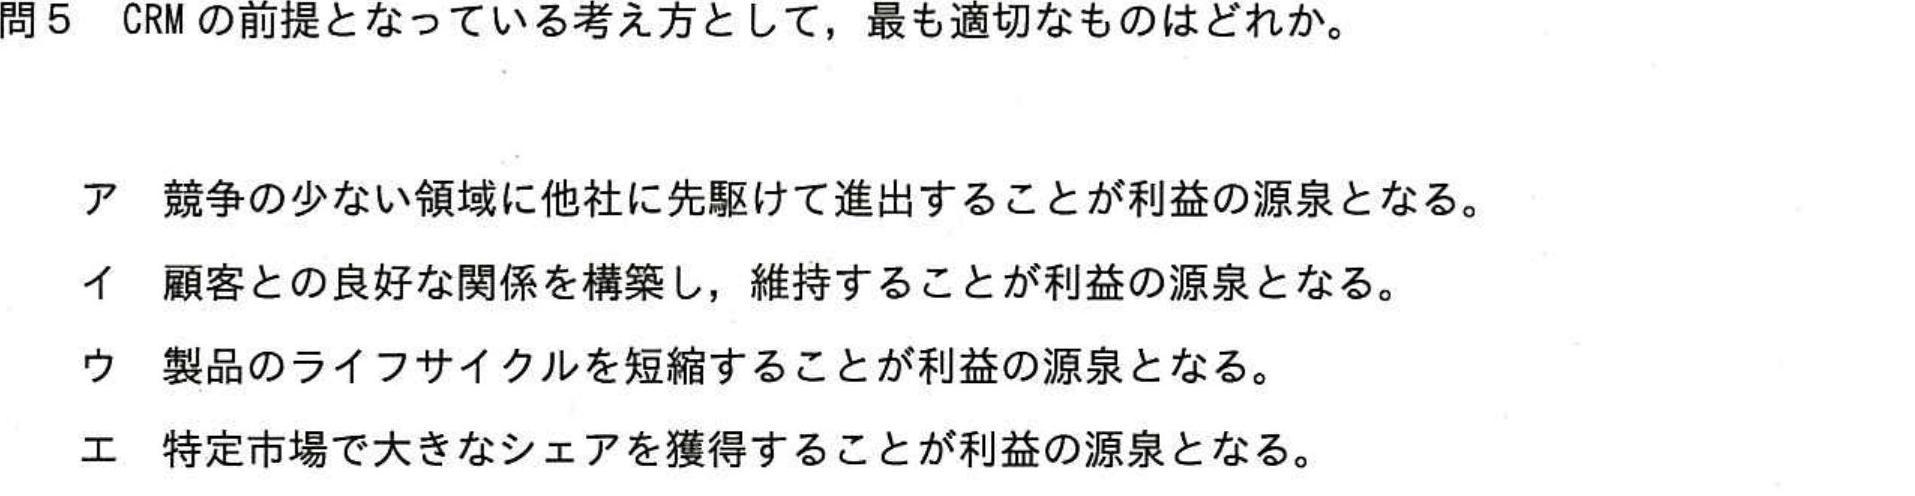 問５　CRM の前提となっている考え方として，最も適切なものはどれか。
ア　競争の少ない領域に他社に先駆けて進出することが利益の源泉となる。
イ　顧客との良好な関係を構築し，維持することが利益の源泉となる。
ウ　製品のライフサイクルを短縮することが利益の源泉となる。
エ　特定市場で大きなシェアを獲得することが利益の源泉となる。